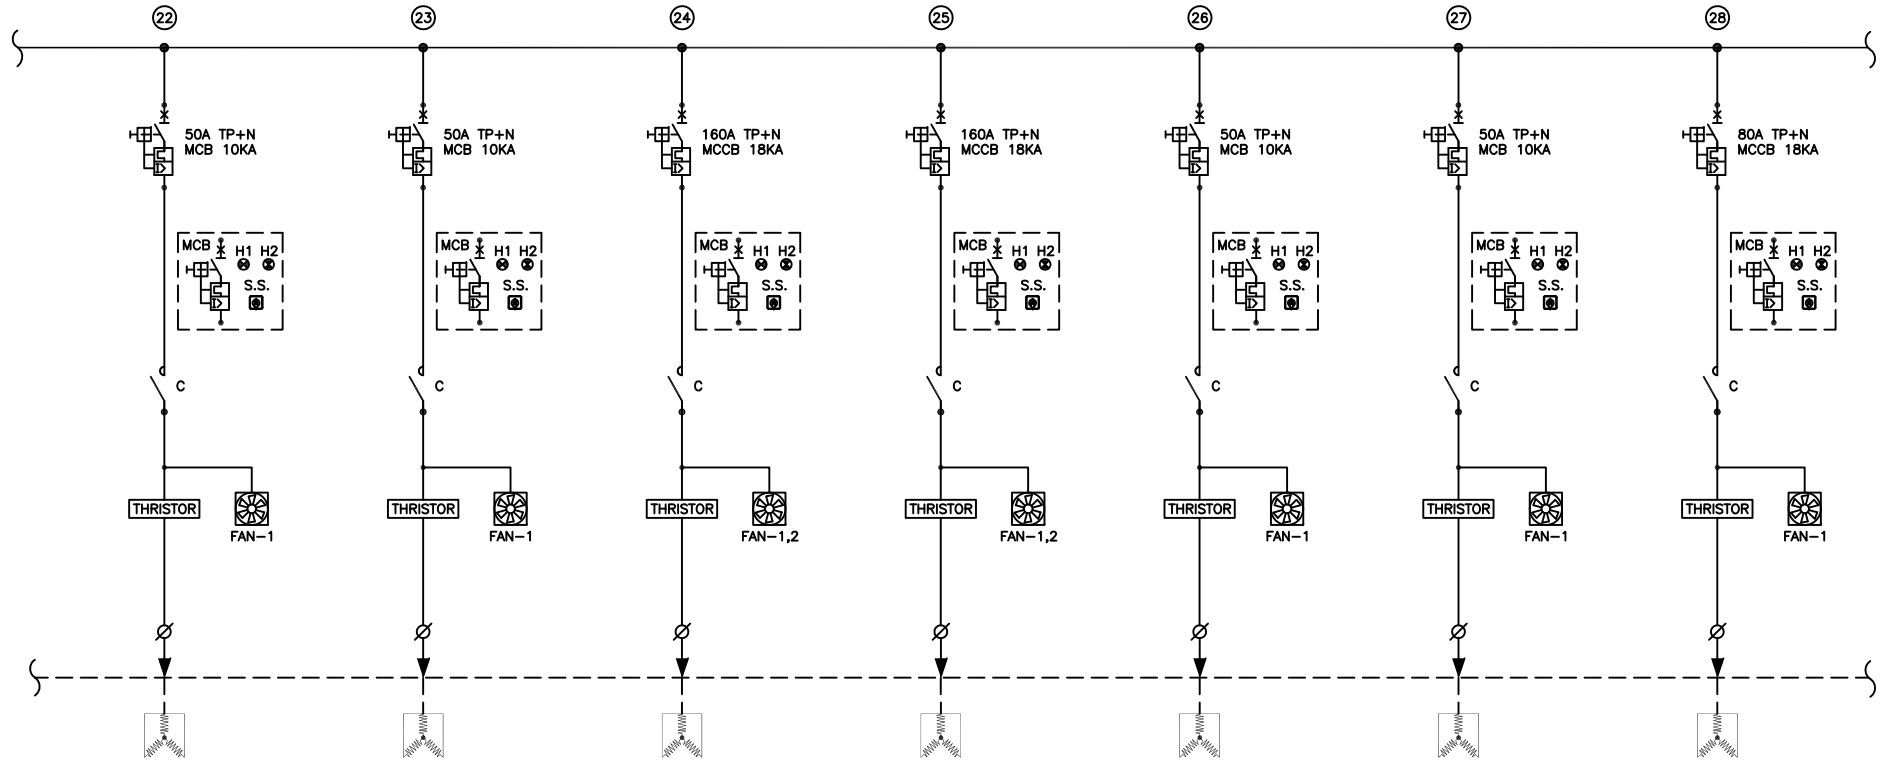 22 23 24 25 26 27 28
50A TP+N 50A TP+N 160A TP+N 160A TP+N 50A TP+N 50A TP+N 80A TP+N
MCB 10KA MCB 10KA MCCB 18KA MCCB 18KA MCB 10KA MCB 10KA MCCB 18KA
MCB H1 H2 MCB H1 H2 MCB H1 H2 MCB H1 H2 MCB H1 H2 MCB H1 H2 MCB H1 H2
S.S. S.S. S.S. S.S. S.S. S.S. S.S.
C C C C C C C
THRISTOR THRISTOR THRISTOR THRISTOR THRISTOR THRISTOR THRISTOR
FAN-1 FAN-1 FAN-1,2 FAN-1,2 FAN-1 FAN-1 FAN-1